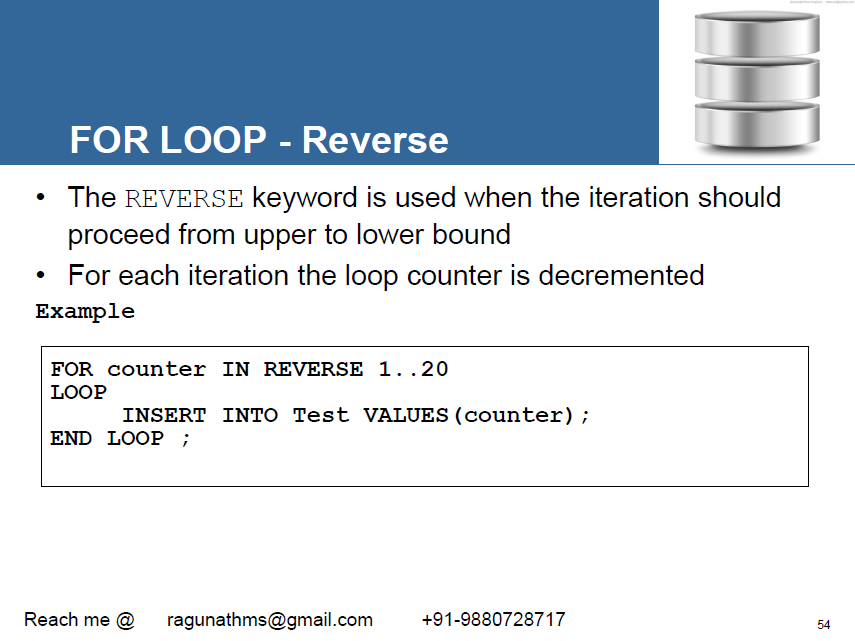 FOR LOOP - Reverse
• The REVERSE keyword is used when the iteration should
proceed from upper to lower bound
• For each iteration the loop counter is decremented
Example
FOR counter IN REVERSE 1..20
LOOP
INSERT INTO Test VALUES(counter);
END LOOP ;
Reach me @ ragunathms@gmail.com +91-9880728717
54